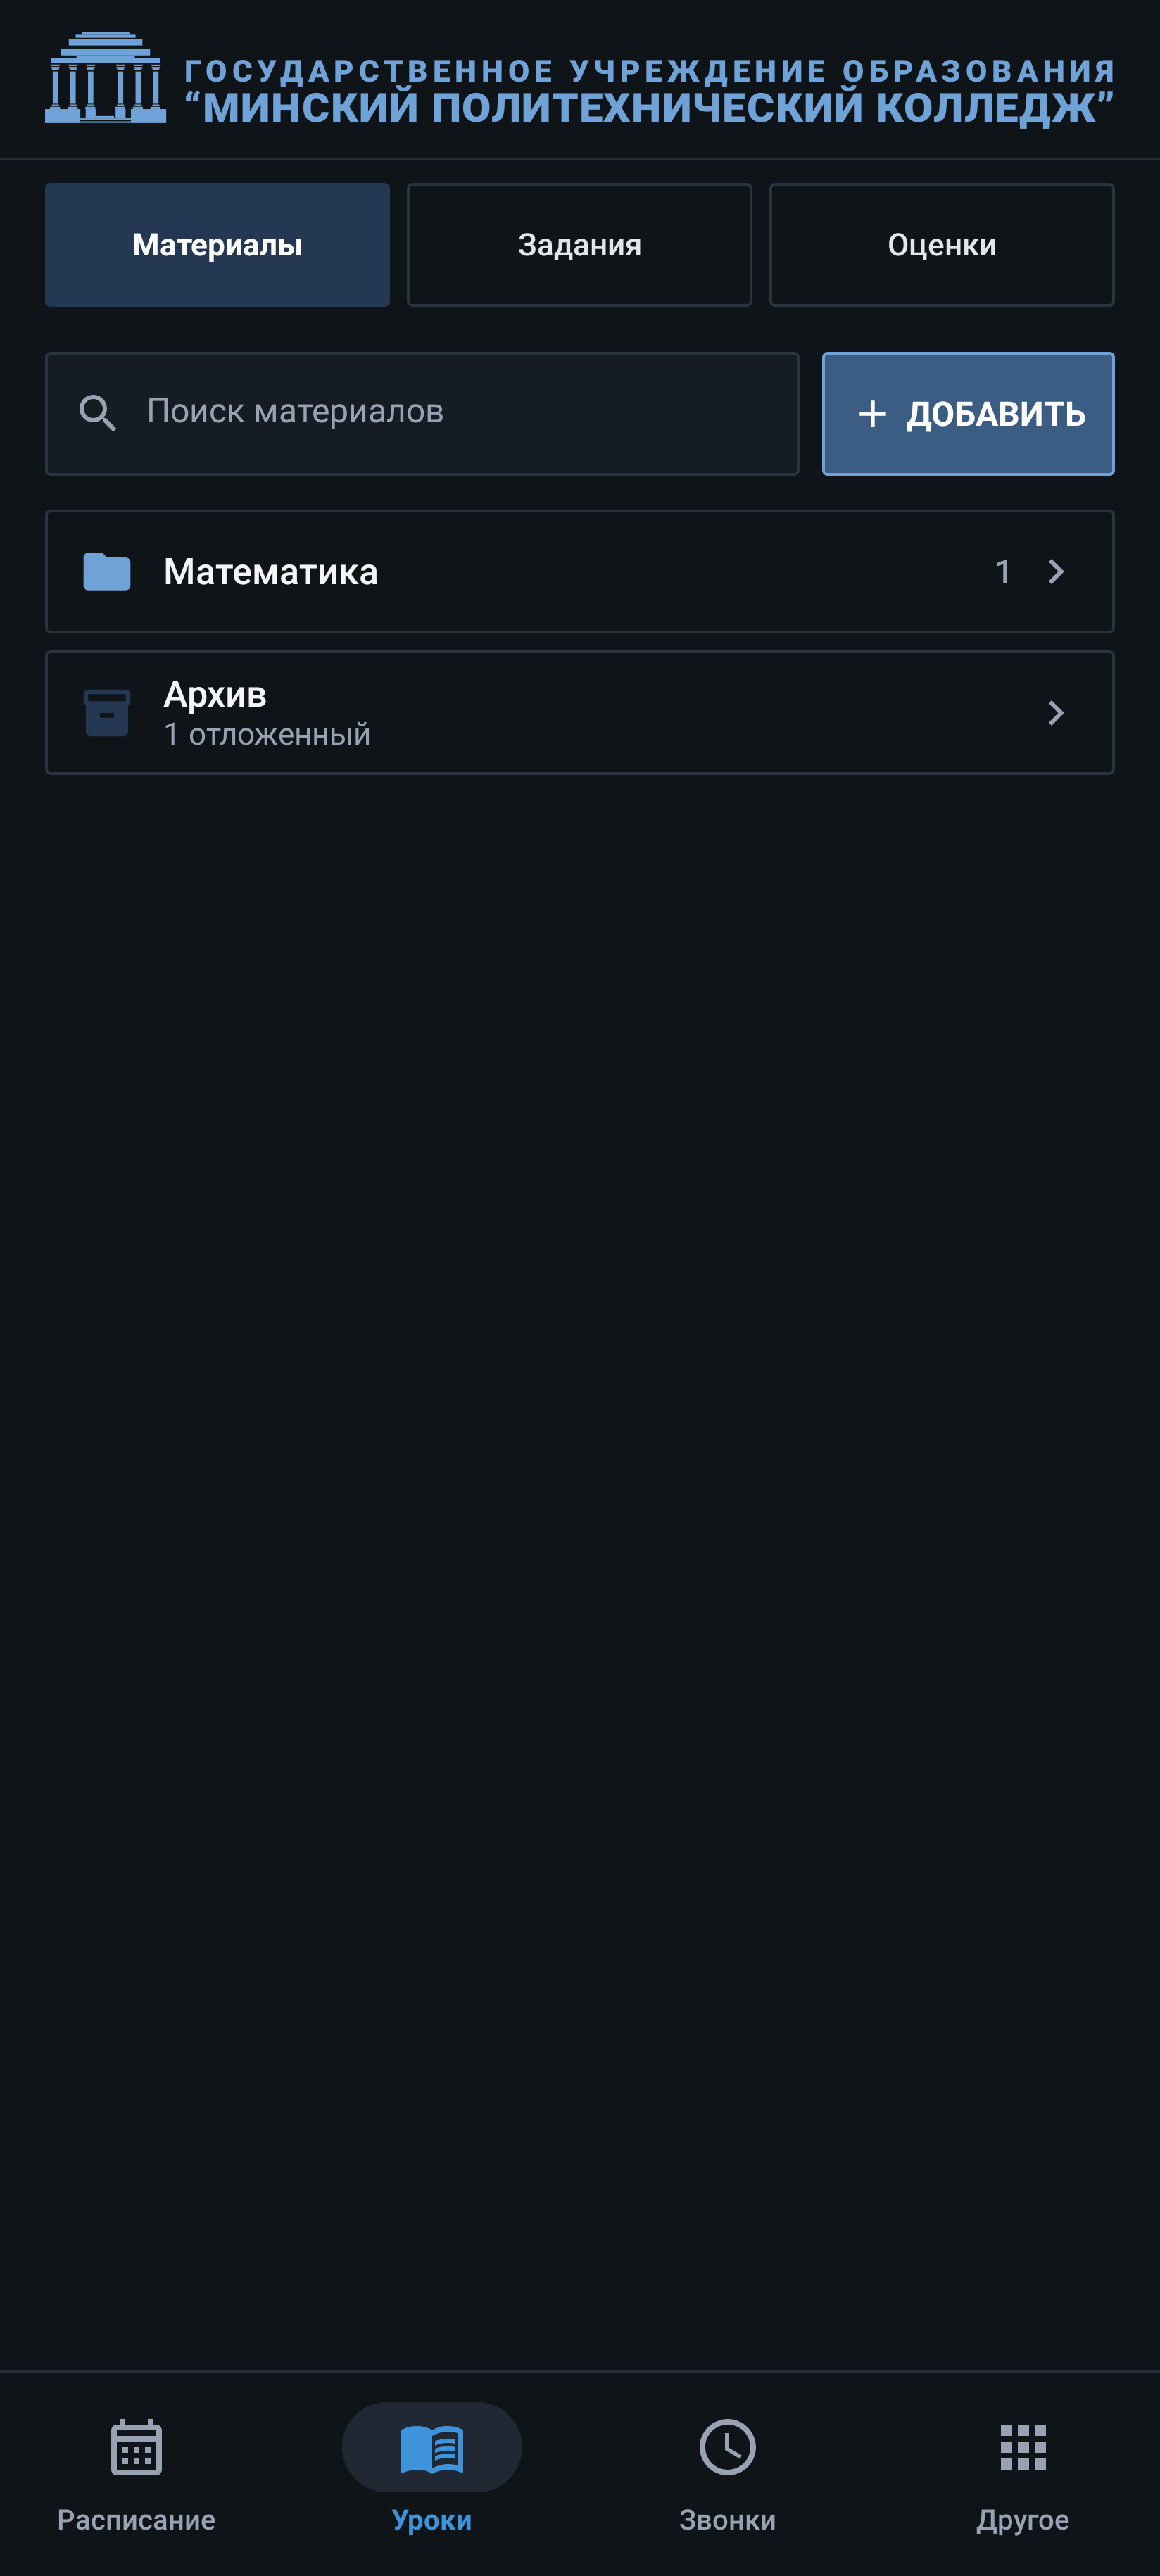 ГОСУДАРСТВЕННОЕ УЧРЕЖДЕНИЕ ОБРАЗОВАНИЯ
“МИНСКИЙ ПОЛИТЕХНИЧЕСКИЙ КОЛЛЕДЖ”
Материалы
Задания
Оценки
Поиск материалов
+ ДОБАВИТЬ
Математика
1
Архив
1 отложенный
Расписание
Уроки
Звонки
Другое